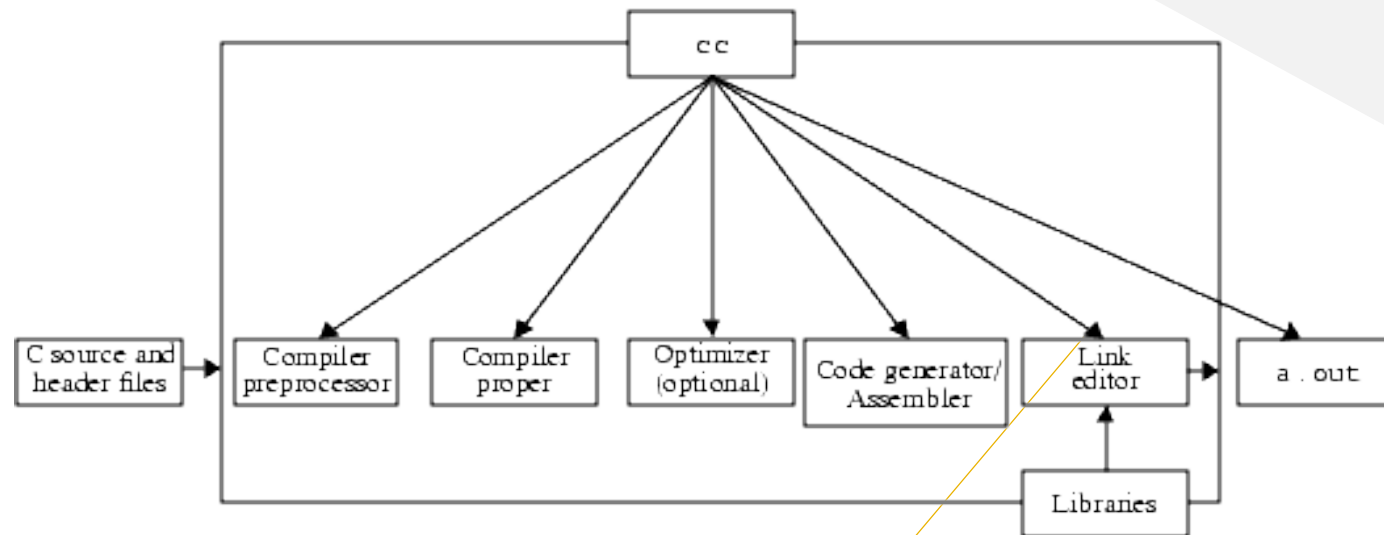 cc
C source and
header files
Compiler
preprocessor
Compiler
proper
Optimizer
(optional)
Code generator/
Assembler
Link
editor
a.out
Libraries